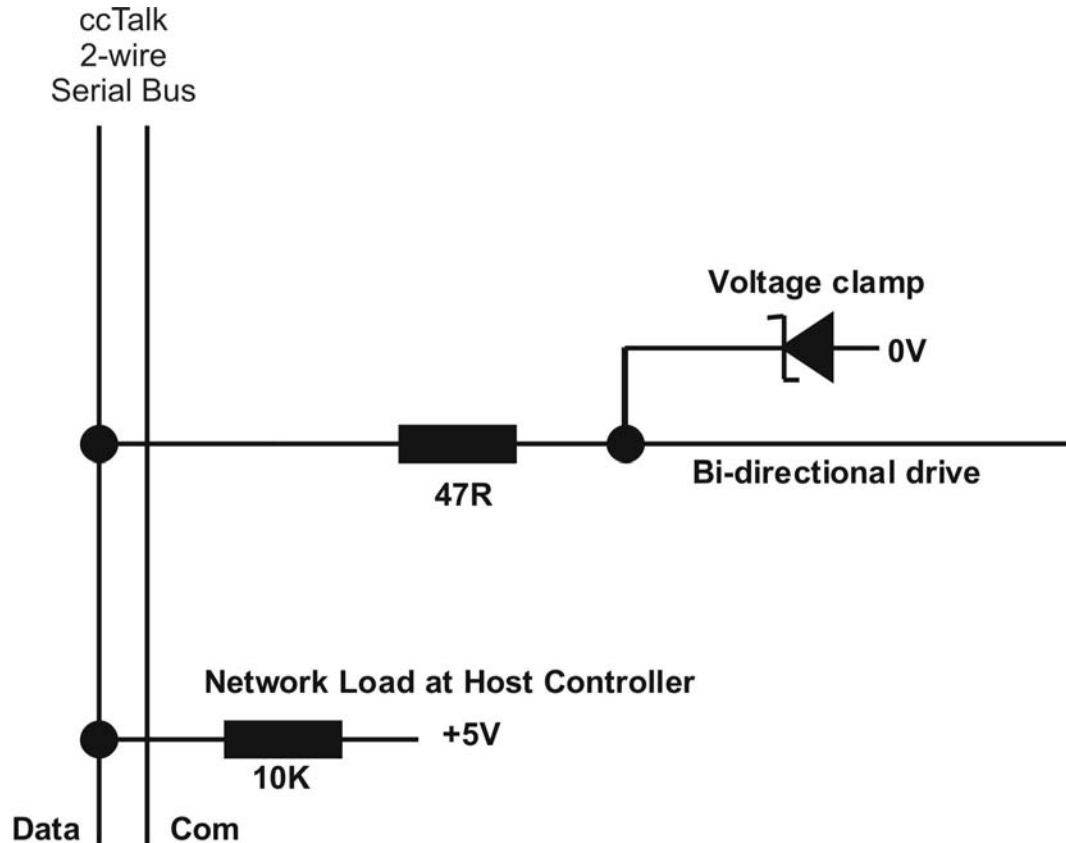 ccTalk
2-wire
Serial Bus
Voltage clamp
0V
47R
Bi-directional drive
Network Load at Host Controller
+5V
10K
Data
Com